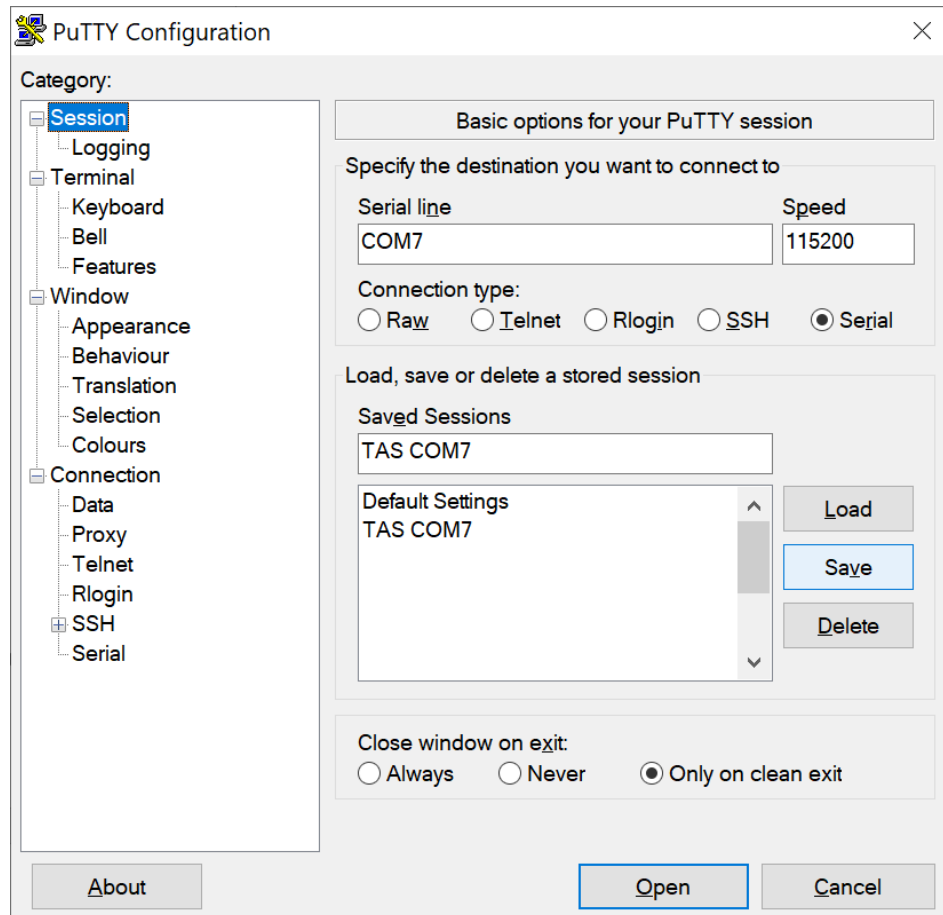 PuTTY Configuration
Category:
Session
Logging
Terminal
Keyboard
Bell
Features
Window
Appearance
Behaviour
Translation
Selection
Colours
Connection
Data
Proxy
Telnet
Rlogin
SSH
Serial
Basic options for your PuTTY session
Specify the destination you want to connect to
Serial line Speed
COM7 115200
Connection type:
Raw Telnet Rlogin SSH Serial
Load, save or delete a stored session
Saved Sessions
TAS COM7
Default Settings
TAS COM7
Load
Save
Delete
Close window on exit:
Always Never Only on clean exit
About Open Cancel